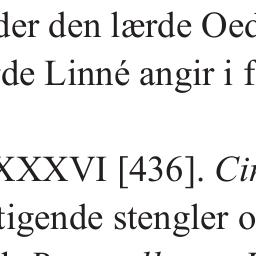 der den lærde Oed
de Linné angir i f
XXXVI [436]. Cir
tigende stengler o